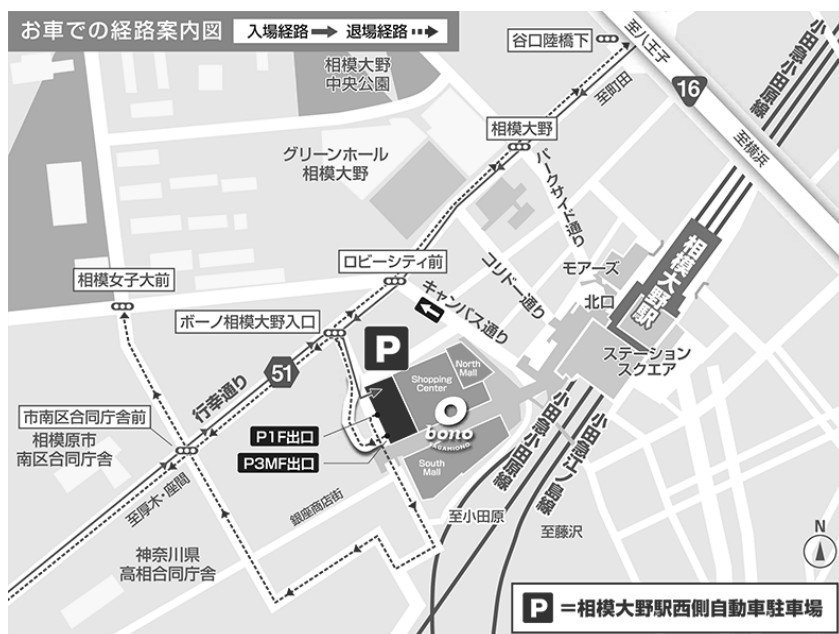 お車での経路案内図
入場経路
退場経路
谷口陸橋下
至八王子
16
小田急小田原線
至町田
至横浜
相模大野
中央公園
相模大野
グリーンホール
相模大野
パークサイド通り
相模大野駅
モアーズ
コリドー通り
北口
ロビーシティ前
相模女子大前
キャンパス通り
ボーノ相模大野入口
ステーション
スクエア
P
North
Mall
Shopping
Center
51
行幸通り
bono
SAGAMIONO
市南区合同庁舎前
相模原市
南区合同庁舎
P1F出口
P3MF出口
South
Mall
小田急小田原線
小田急江ノ島線
至厚木・座間
銀座商店街
至小田原
至藤沢
神奈川県
高相合同庁舎
N
P =相模大野駅西側自動車駐車場